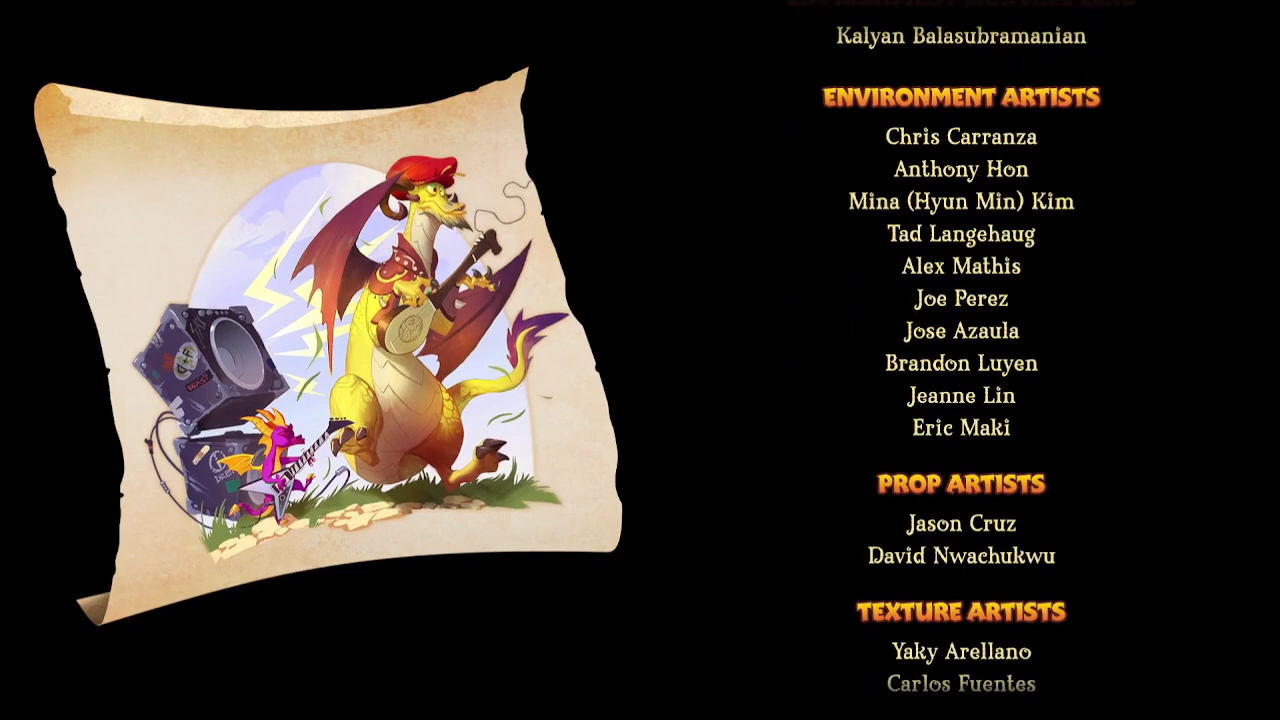 Kalyan Balasubramanian
ENVIRONMENT ARTISTS
Chris Carranza
Anthony Hon
Mina (Hyun Min) Kim
Tad Langehaug
Alex Mathis
Joe Perez
Jose Azaula
Brandon Luyen
Jeanne Lin
Eric Maki
PROP ARTISTS
Jason Cruz
David Nwachukwu
TEXTURE ARTISTS
Yaky Arellano
Carlos Fuentes